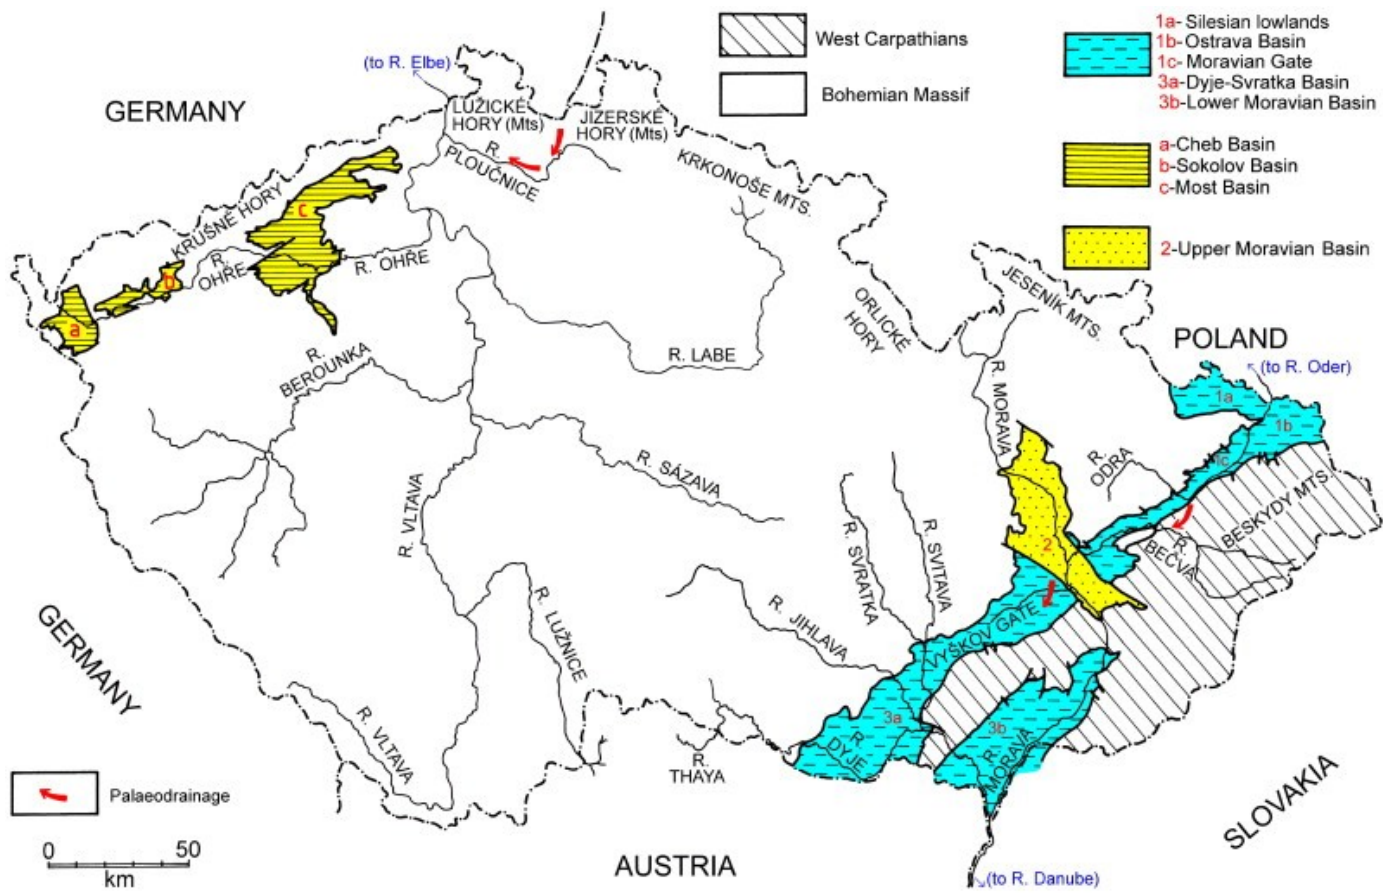 West Carpathians
Bohemian Massif
1a- Silesian lowlands
1b- Ostrava Basin
1c- Moravian Gate
3a-Dyje-Svratka Basin
3b-Lower Moravian Basin
a-Cheb Basin
b-Sokolov Basin
c-Most Basin
2-Upper Moravian Basin
(to R. Elbe)
GERMANY
LUŽICKÉ
HORY (Mts)
JIZERSKÉ
HORY (Mts)
R.
PLOUČNICE
KRKONOŠE MTS.
KRUŠNÉ HORY
c
R.
OHŘE
R. OHŘE
b
a
ORLICKÉ
HORY
JESENÍK MTS.
POLAND
(to R. Oder)
R.
BEROUNKA
R. LABE
R. MORAVA
1a
1b
1c
R.
ODRA
BESKYDY MTS.
R. SÁZAVA
R. VLTAVA
R. SVRATKA
R. SVITAVA
2
R.
BEČVA
R. LUŽNICE
R. JIHLAVA
VYŠKOV GATE
GERMANY
R. VLTAVA
R.
THAYA
3a
R.
DYJE
3b
R.
MORAVA
SLOVAKIA
Palaeodrainage
0
50
km
AUSTRIA
(to R. Danube)